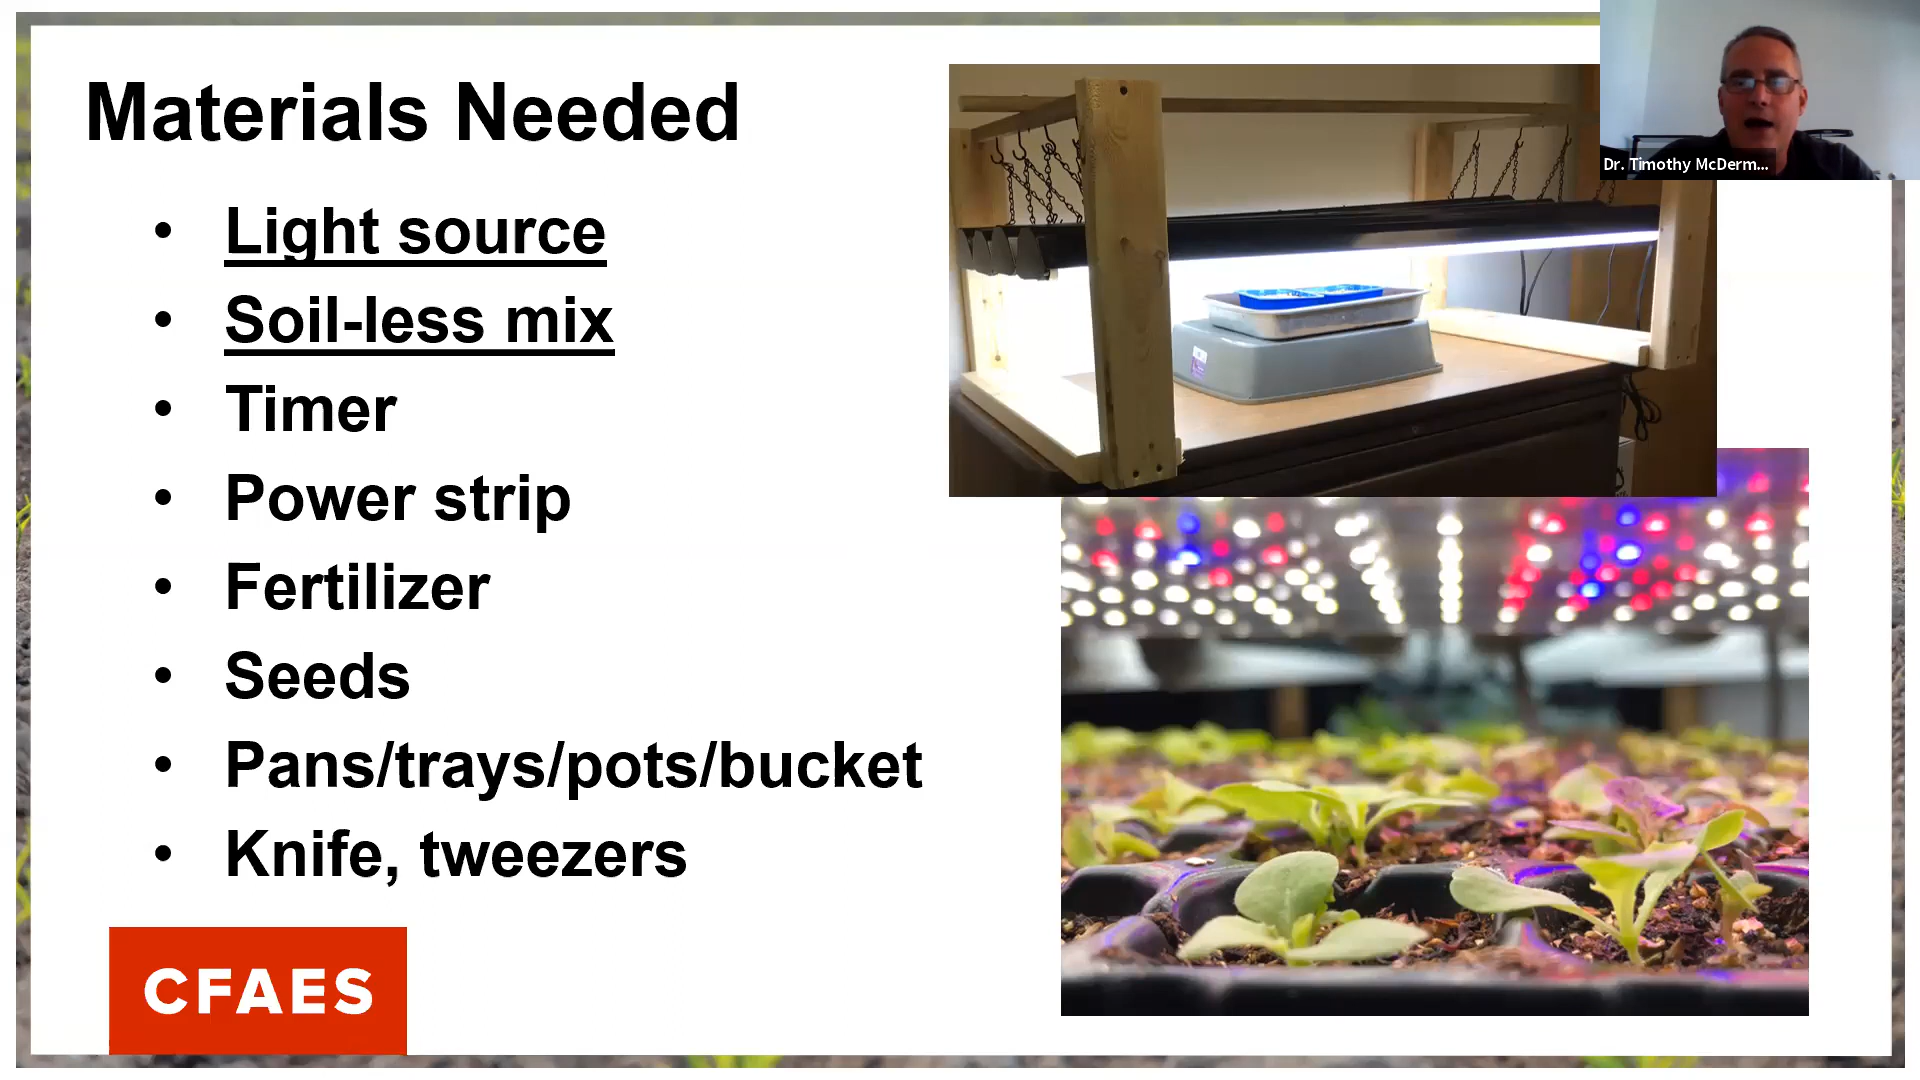 Materials Needed
• Light source
• Soil-less mix
• Timer
• Power strip
• Fertilizer
• Seeds
• Pans/trays/pots/bucket
• Knife, tweezers
CFAES
Dr. Timothy McDerm...